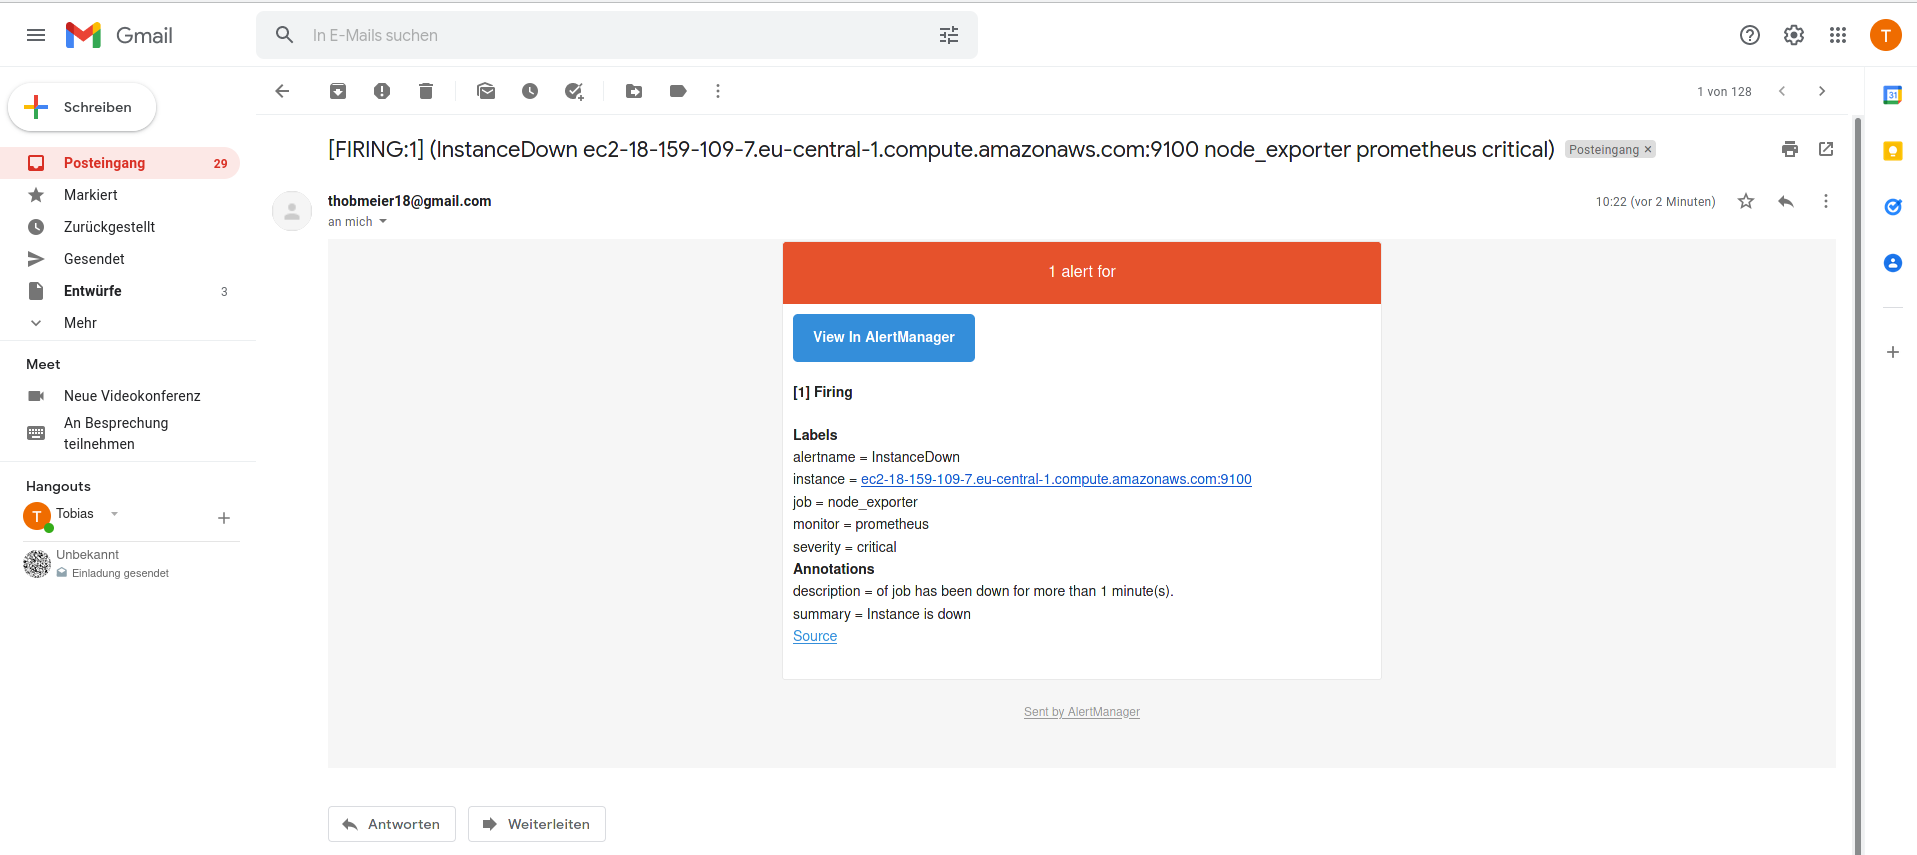 Gmail
In E-Mails suchen
T
Schreiben
1 von 128
31
Posteingang 29
Markiert
Zurückgestellt
Gesendet
Entwürfe 3
Mehr
Meet
Neue Videokonferenz
An Besprechung
teilnehmen
Hangouts
T Tobias
Unbekannt
Einladung gesendet
[FIRING:1] (InstanceDown ec2-18-159-109-7.eu-central-1.compute.amazonaws.com:9100 node_exporter prometheus critical) Posteingang ×
thobmeier18@gmail.com 10:22 (vor 2 Minuten)
an mich
1 alert for
View In AlertManager
[1] Firing
Labels
alertname = InstanceDown
instance = ec2-18-159-109-7.eu-central-1.compute.amazonaws.com:9100
job = node_exporter
monitor = prometheus
severity = critical
Annotations
description = of job has been down for more than 1 minute(s).
summary = Instance is down
Source
Sent by AlertManager
Antworten Weiterleiten